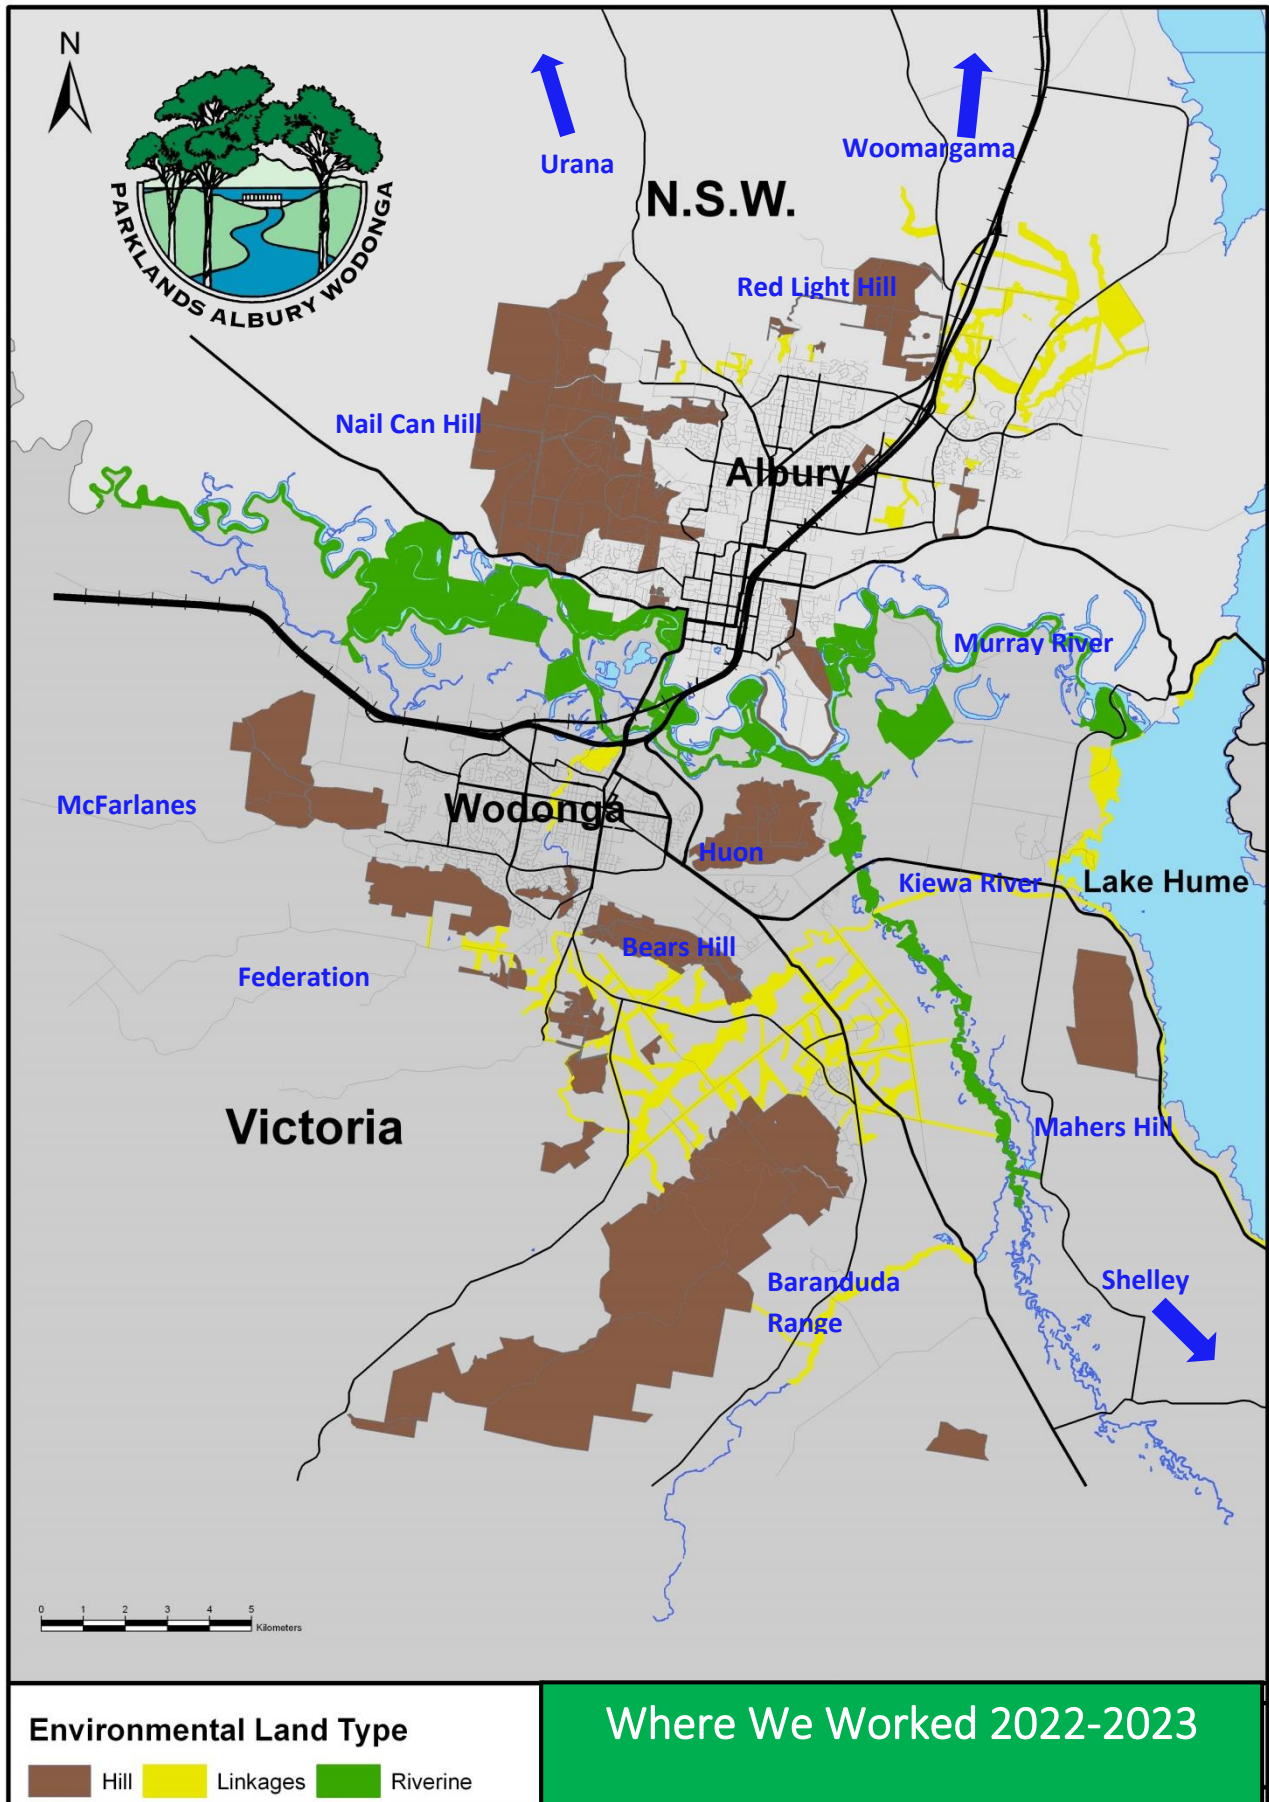 N
PARKLANDS ALBURY WODONGA
Urana
Woomargama
N.S.W.
Red Light Hill
Nail Can Hill
Albury
Murray River
McFarlanes
Wodonga
Huon
Kiewa River
Lake Hume
Bears Hill
Federation
Victoria
Mahers Hill
Baranduda
Range
Shelley
0 1 2 3 4 5
Kilometers
Environmental Land Type
Hill Linkages Riverine
Where We Worked 2022-2023